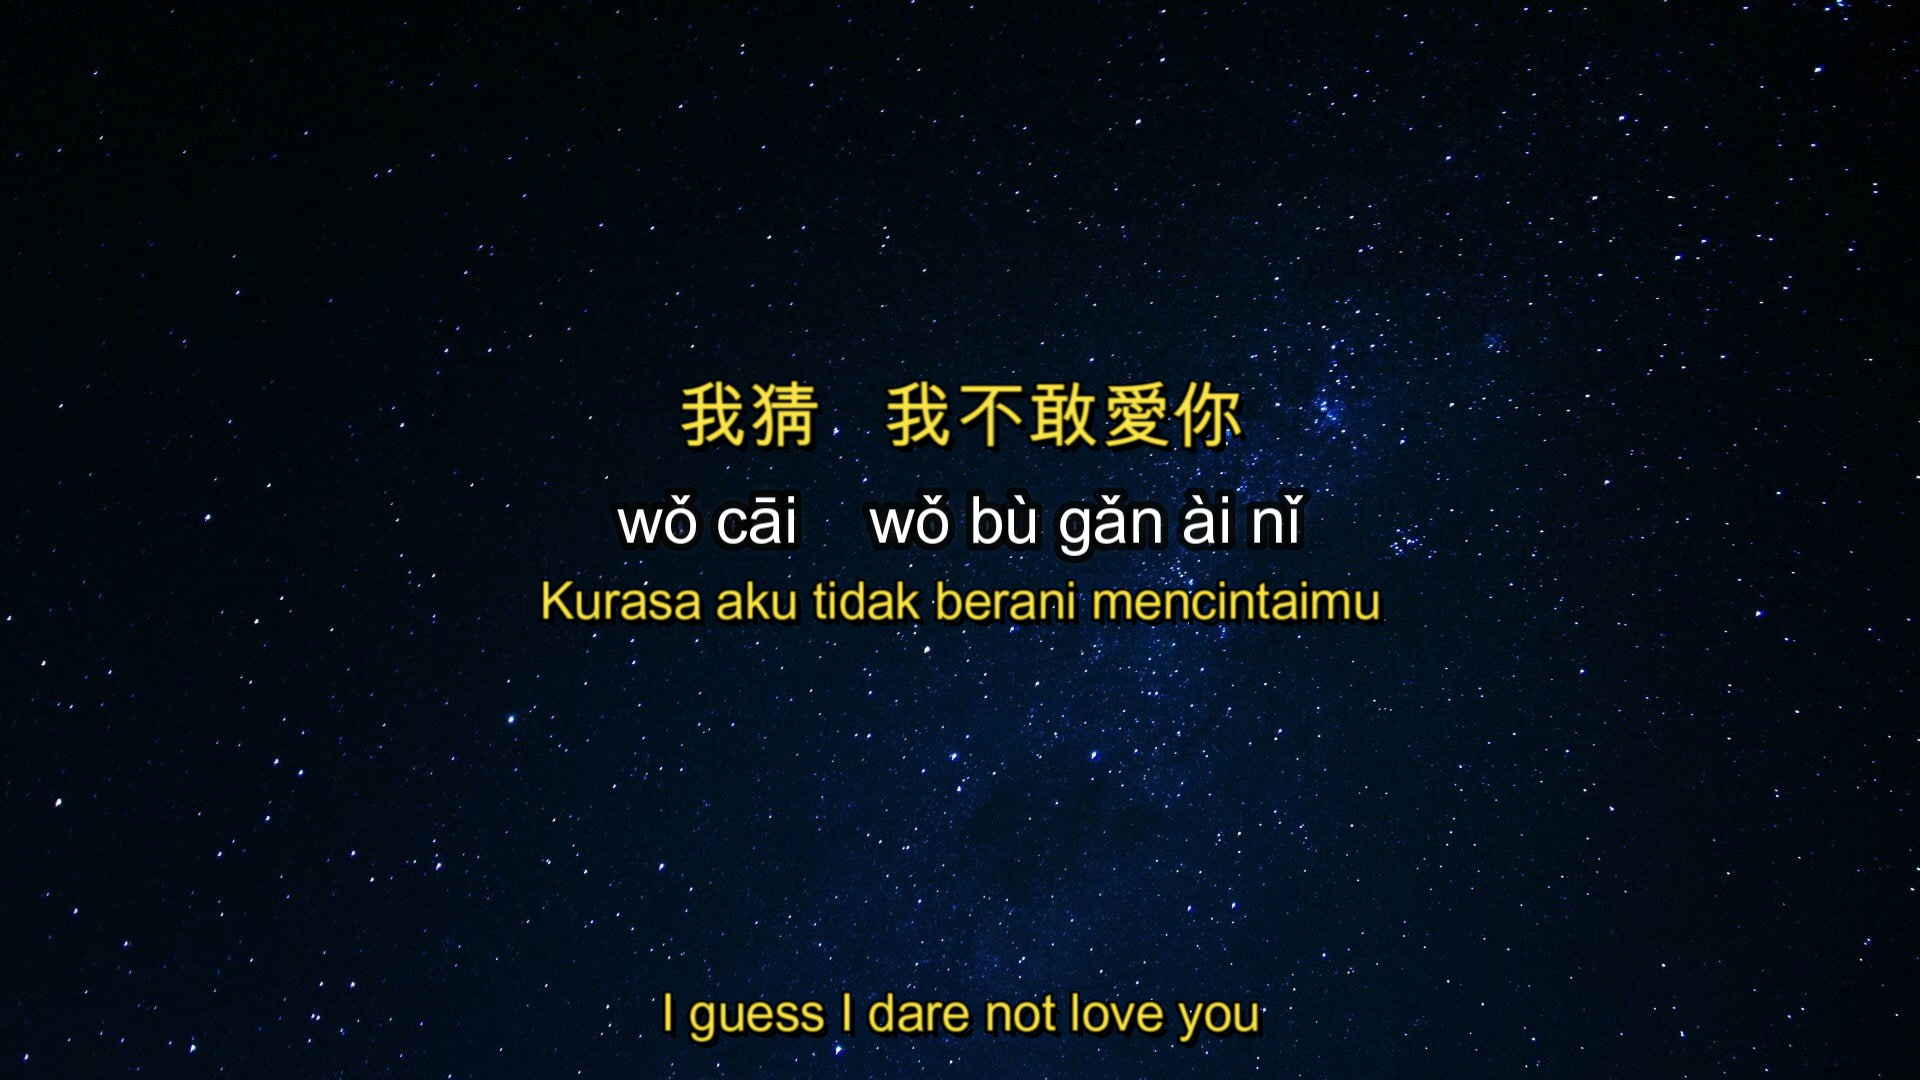 我猜　我不敢愛你
wǒ cāi　wǒ bù gǎn ài nǐ
Kurasa aku tidak berani mencintaimu
I guess I dare not love you